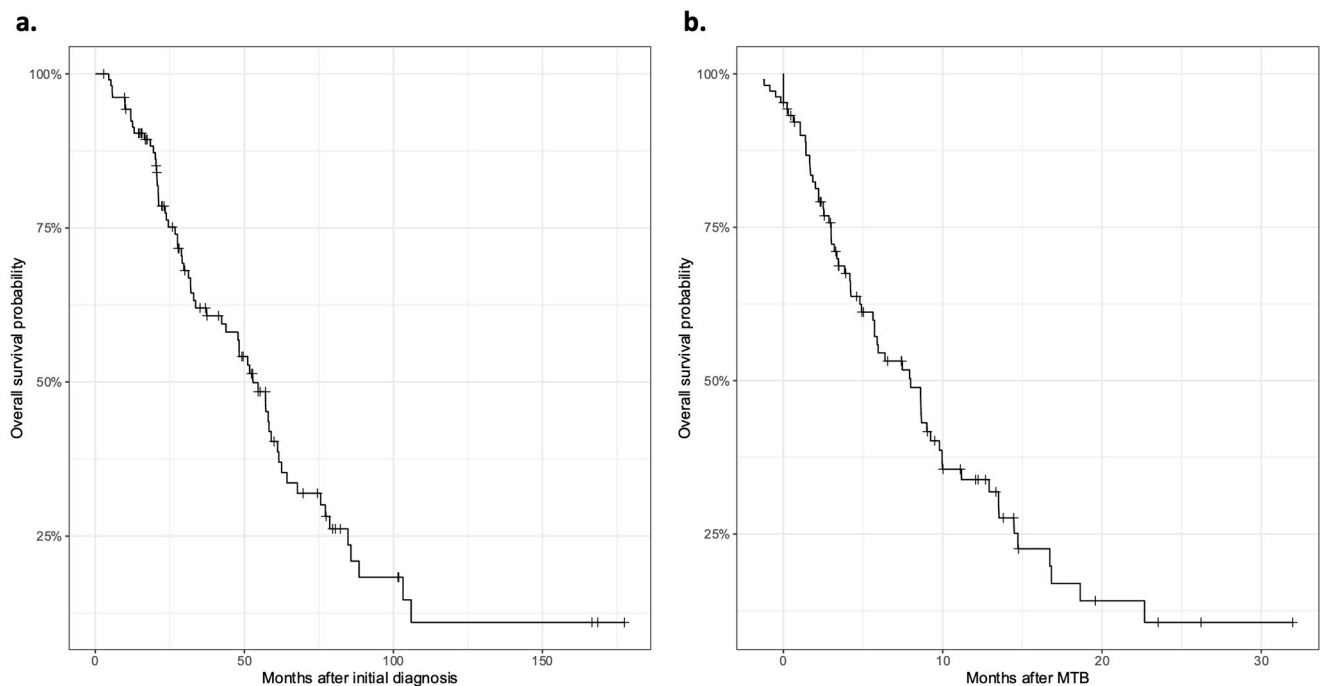 a.
Overall survival probability
100%
75%
50%
25%
0
50
100
150
Months after initial diagnosis
b.
Overall survival probability
100%
75%
50%
25%
0
10
20
30
Months after MTB